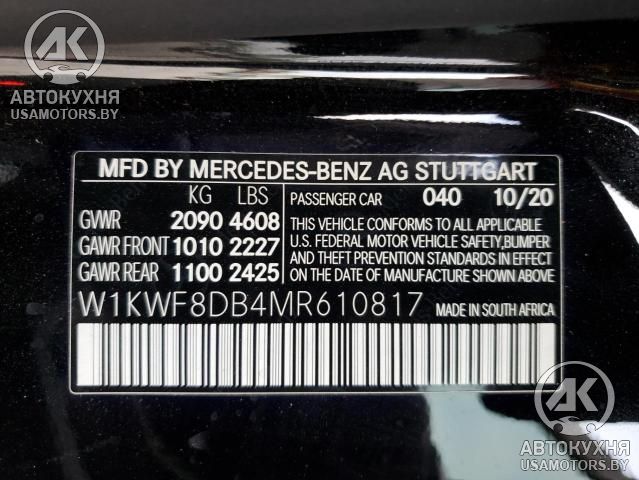 АК
АВТОКУХНЯ
USAMOTORS.BY
MFD BY MERCEDES-BENZ AG STUTTGART
KG LBS PASSENGER CAR 040 10/20
GWR 2090 4608 THIS VEHICLE CONFORMS TO ALL APPLICABLE
GAWR FRONT 1010 2227 U.S. FEDERAL MOTOR VEHICLE SAFETY,BUMPER
GAWR REAR 1100 2425 AND THEFT PREVENTION STANDARDS IN EFFECT
ON THE DATE OF MANUFACTURE SHOWN ABOVE.
W1KWF8DB4MR610817 MADE IN SOUTH AFRICA
АК
АВТОКУХНЯ
USAMOTORS.BY